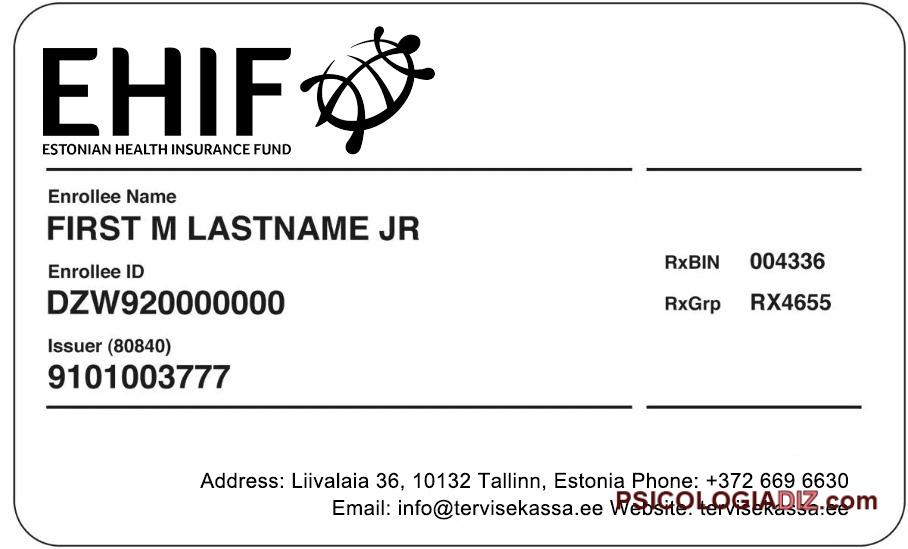 EHIF
ESTONIAN HEALTH INSURANCE FUND
Enrollee Name
FIRST M LASTNAME JR
Enrollee ID
DZW920000000
Issuer (80840)
9101003777
RxBIN 004336
RxGrp RX4655
Address: Liivalaia 36, 10132 Tallinn, Estonia Phone: +372 669 6630
Email: info@tervisekassa.ee Website: tervisekassa.ee
PSICOLOGIADIZ.com